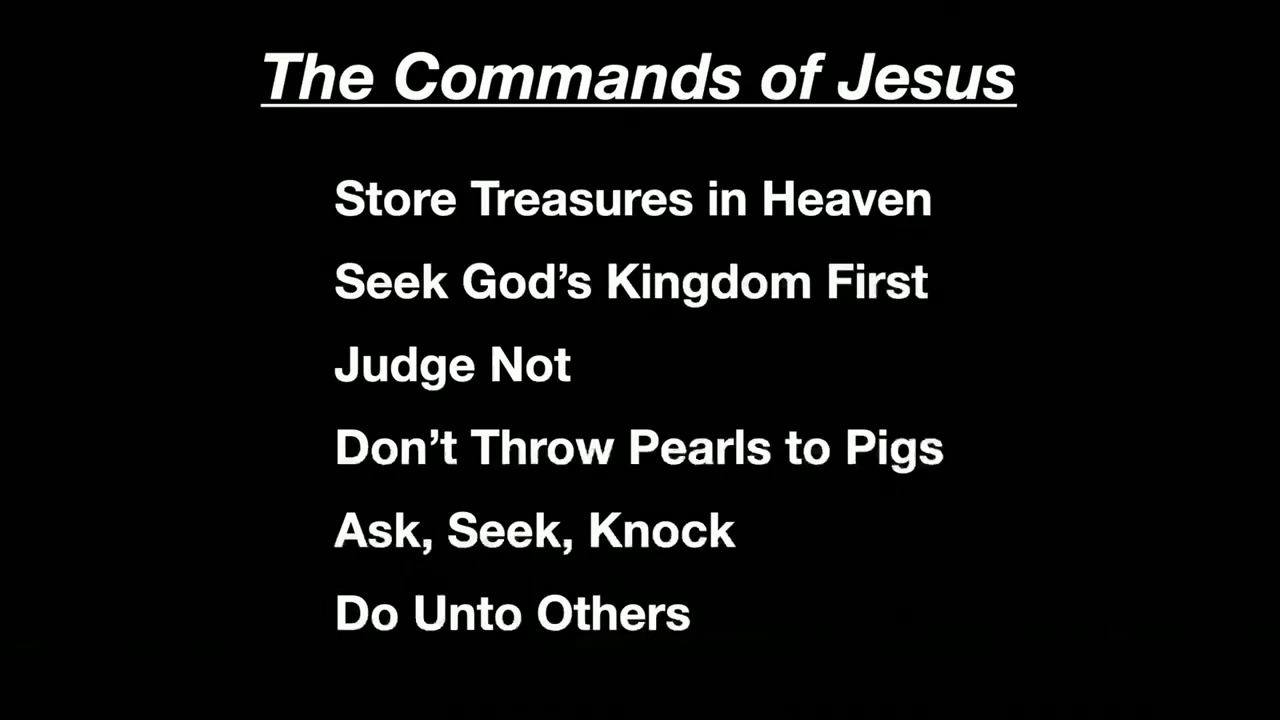 The Commands of Jesus
Store Treasures in Heaven
Seek God’s Kingdom First
Judge Not
Don’t Throw Pearls to Pigs
Ask, Seek, Knock
Do Unto Others